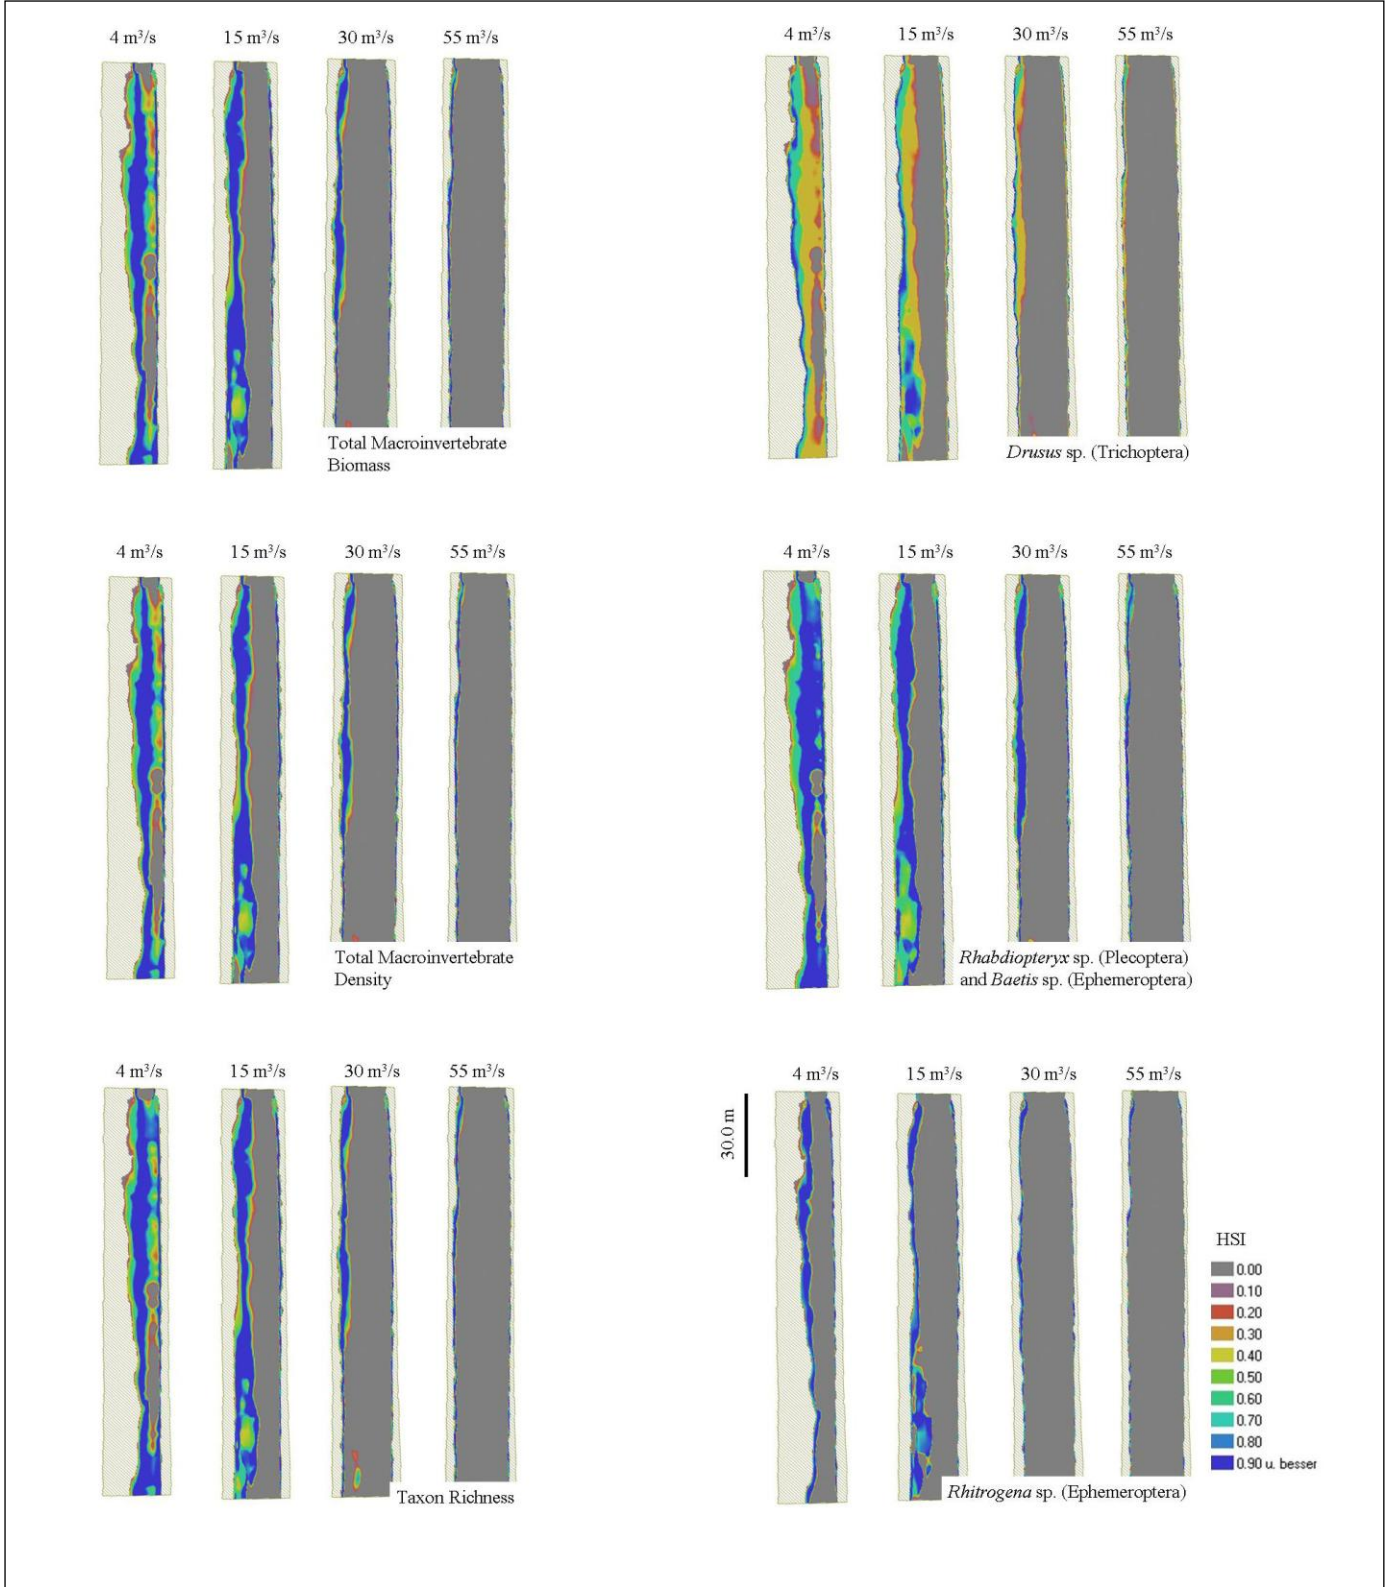 4 m³/s 15 m³/s 30 m³/s 55 m³/s
Total Macroinvertebrate
Biomass
4 m³/s 15 m³/s 30 m³/s 55 m³/s
Drusus sp. (Trichoptera)
4 m³/s 15 m³/s 30 m³/s 55 m³/s
Total Macroinvertebrate
Density
4 m³/s 15 m³/s 30 m³/s 55 m³/s
Rhabdiopteryx sp. (Plecoptera)
and Baetis sp. (Ephemeroptera)
4 m³/s 15 m³/s 30 m³/s 55 m³/s
Taxon Richness
4 m³/s 15 m³/s 30 m³/s 55 m³/s
30.0 m
Rhitrogena sp. (Ephemeroptera)
HSI
0.00
0.10
0.20
0.30
0.40
0.50
0.60
0.70
0.80
0.90 u. besser